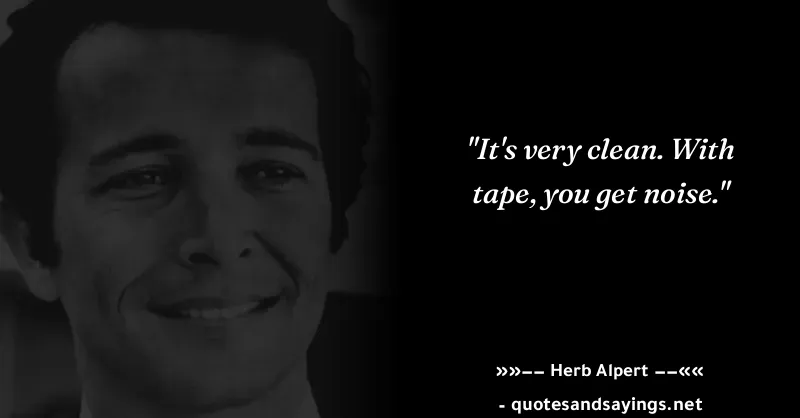 "It's very clean. With
tape, you get noise."
»»–– Herb Alpert ––««
- quotesandsayings.net